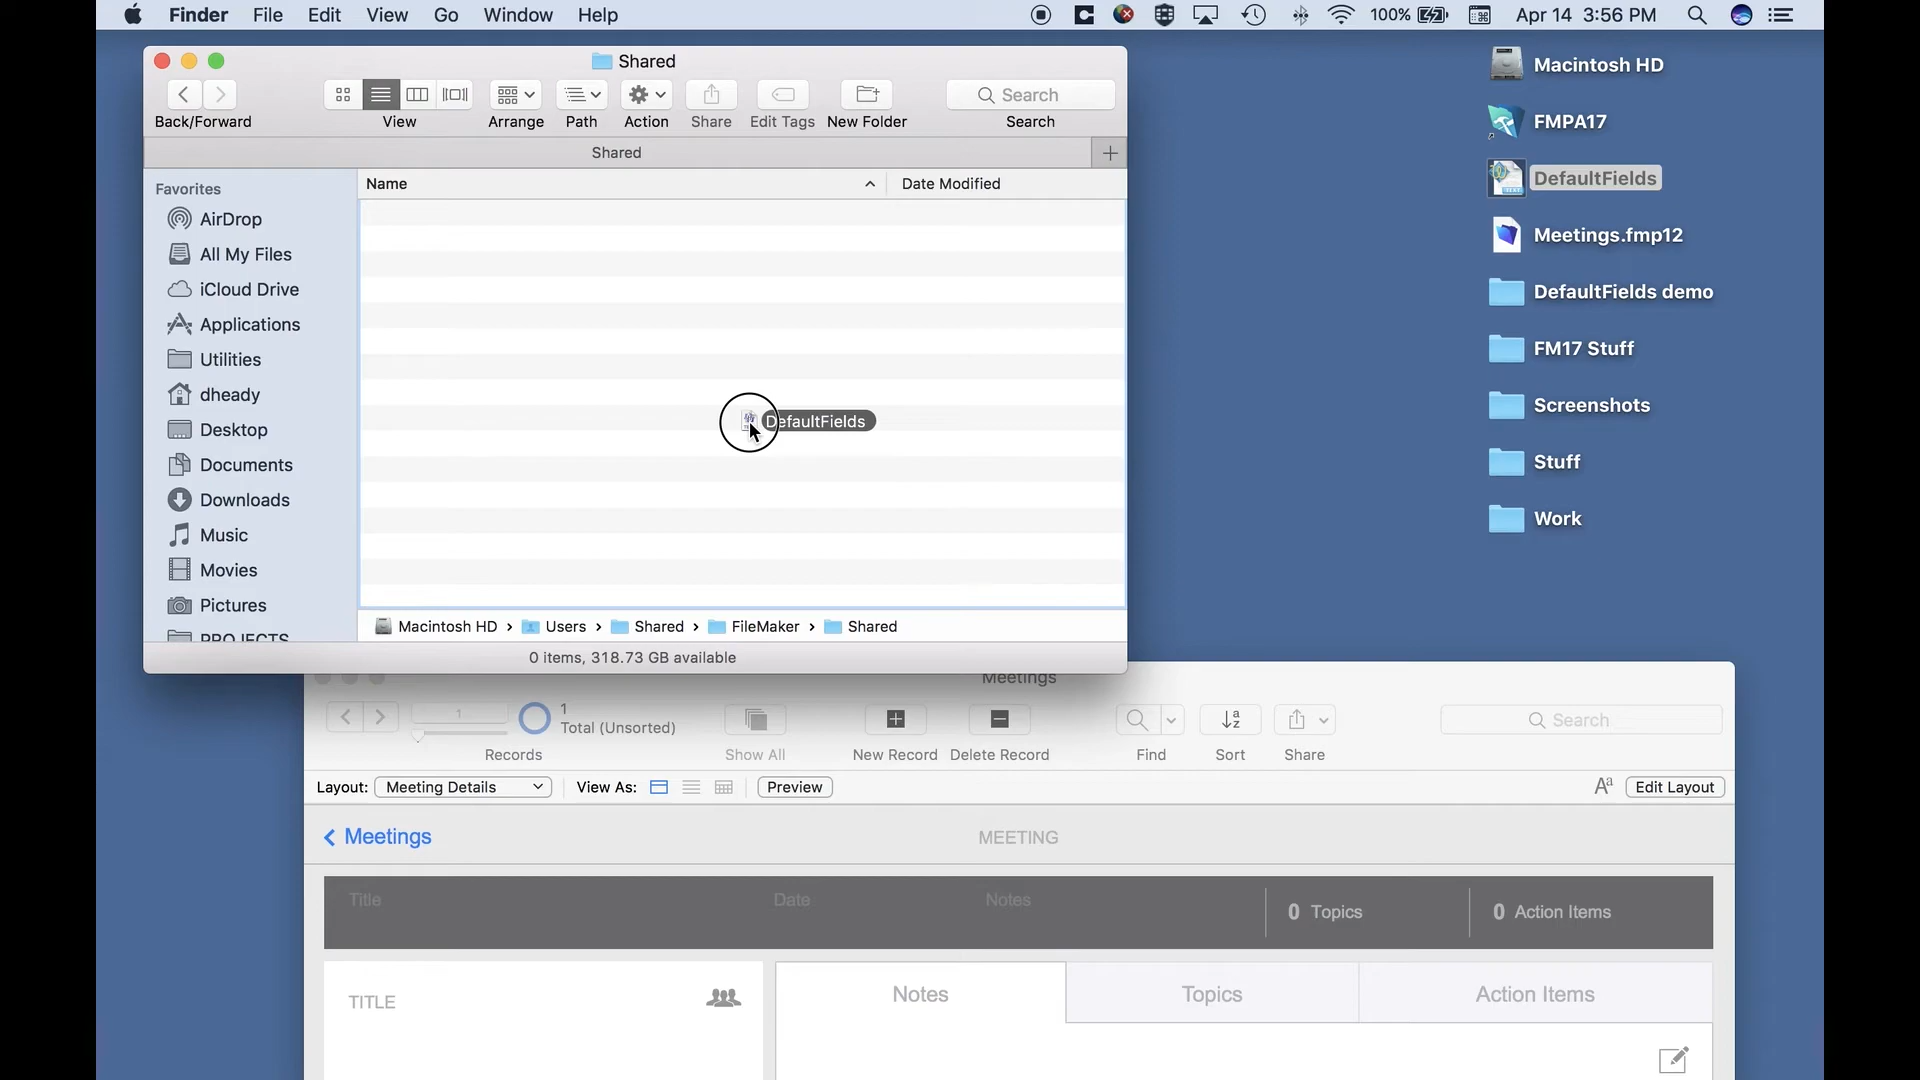 Finder File Edit View Go Window Help 100% Apr 14 3:56 PM
Shared
Back/Forward View Arrange Path Action Share Edit Tags New Folder Search
Search
Shared
Name Date Modified
Favorites
AirDrop
All My Files
iCloud Drive
Applications
Utilities
dheady
Desktop
Documents
Downloads
Music
Movies
Pictures
PROJECTS
DefaultFields
Macintosh HD › Users › Shared › FileMaker › Shared
0 items, 318.73 GB available
Macintosh HD
FMPA17
DefaultFields
Meetings.fmp12
DefaultFields demo
FM17 Stuff
Screenshots
Stuff
Work
Meetings
1
1
Total (Unsorted)
Search
Records Show All New Record Delete Record Find Sort Share
Layout: Meeting Details View As: Preview Aa Edit Layout
Meetings MEETING
Title Date Notes 0 Topics 0 Action Items
TITLE Notes Topics Action Items